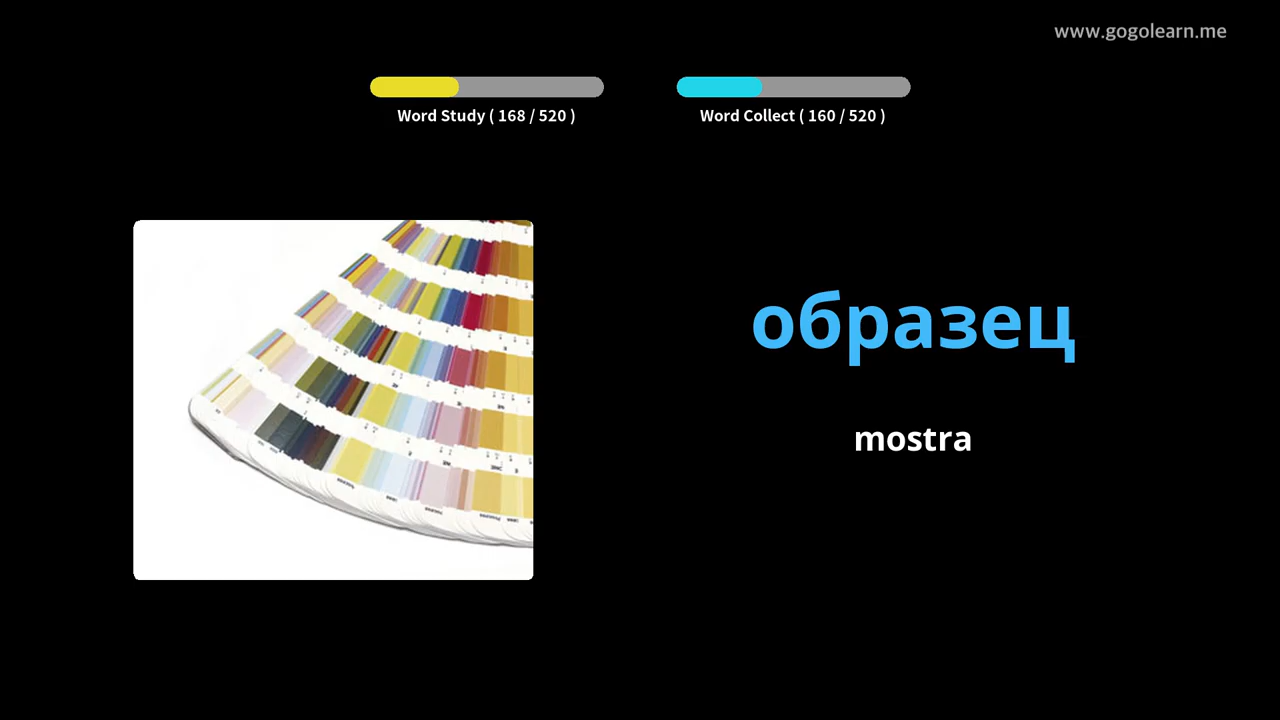 www.gogolearn.me
Word Study ( 168 / 520 )
Word Collect ( 160 / 520 )
образец
mostra